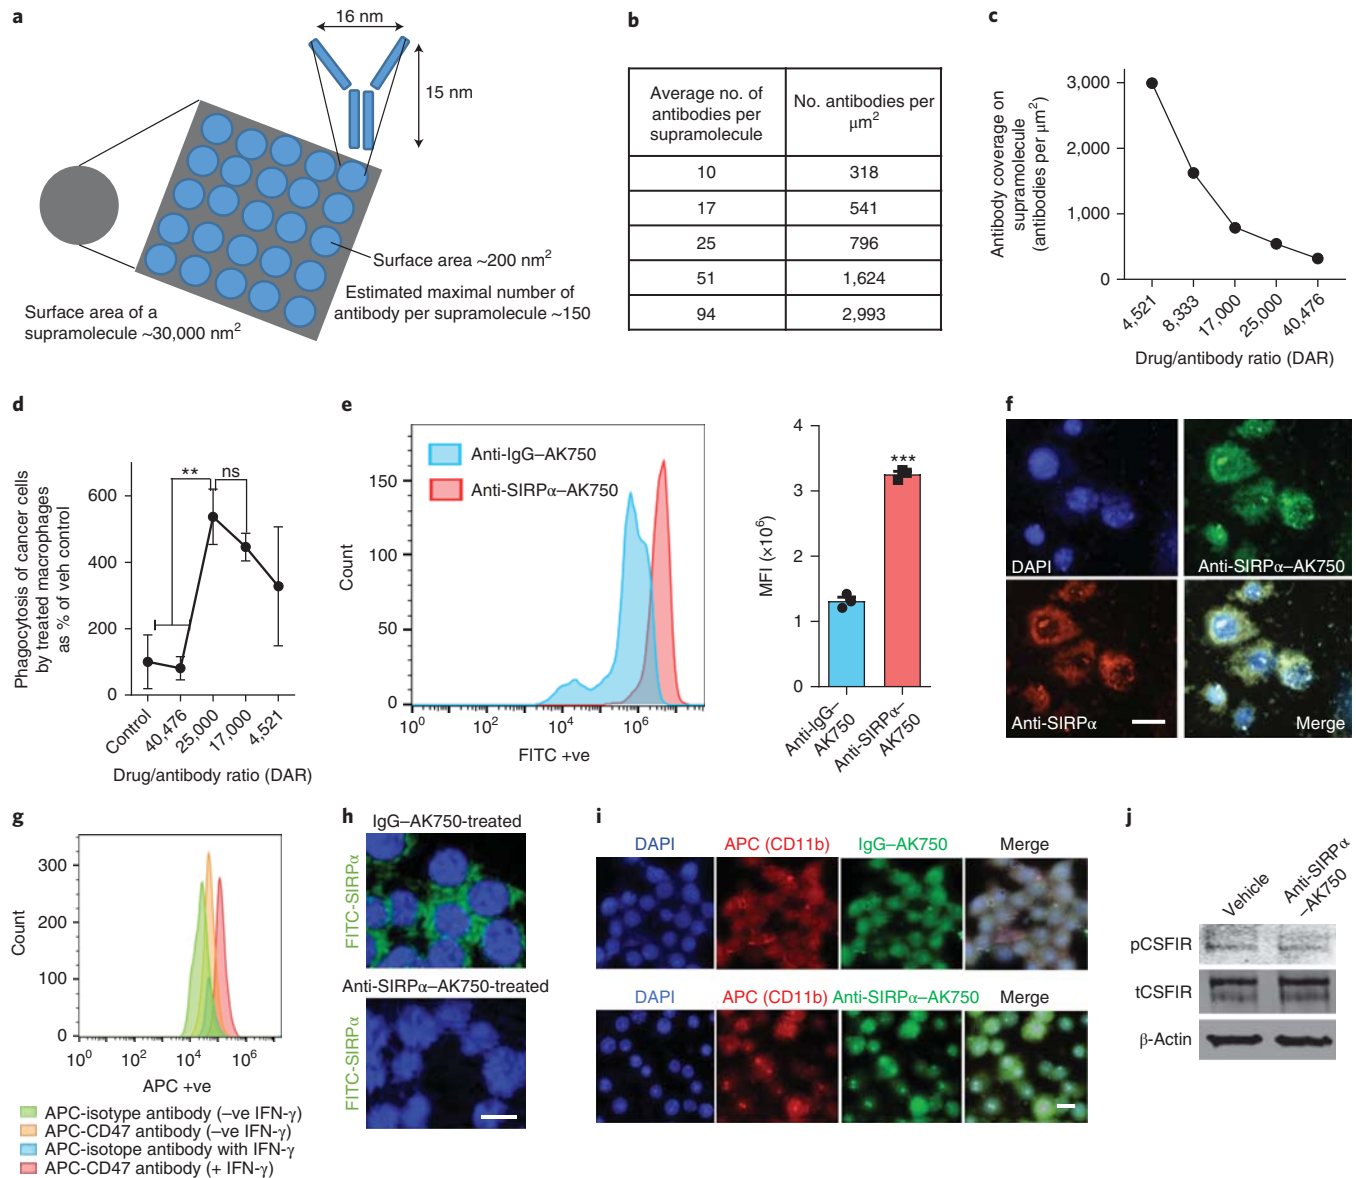 a
16 nm
15 nm
Surface area ~200 nm²
Estimated maximal number of
antibody per supramolecule ~150
Surface area of a
supramolecule ~30,000 nm²
b
Average no. of
antibodies per
supramolecule
No. antibodies per
μm²
10 318
17 541
25 796
51 1,624
94 2,993
c
Antibody coverage on
supramolecule
(antibodies per μm²)
3,000
2,000
1,000
0
4,521
8,333
17,000
25,000
40,476
Drug/antibody ratio (DAR)
d
Phagocytosis of cancer cells
by treated macrophages
as % of veh control
600
400
200
0
** ns
Control
40,476
25,000
17,000
4,521
Drug/antibody ratio (DAR)
e
Count
150
100
50
0
Anti-IgG–AK750
Anti-SIRPα–AK750
10⁰ 10² 10⁴ 10⁶
FITC +ve
MFI (×10⁶)
4
3
2
1
0
***
Anti-IgG–
AK750
Anti-SIRPα–
AK750
f
DAPI
Anti-SIRPα–AK750
Anti-SIRPα
Merge
g
Count
300
200
100
0
10⁰ 10² 10⁴ 10⁶
APC +ve
APC-isotype antibody (–ve IFN-γ)
APC-CD47 antibody (–ve IFN-γ)
APC-isotope antibody with IFN-γ
APC-CD47 antibody (+ IFN-γ)
h
IgG–AK750-treated
FITC-SIRPα
Anti-SIRPα–AK750-treated
FITC-SIRPα
i
DAPI APC (CD11b) IgG–AK750 Merge
DAPI APC (CD11b) Anti-SIRPα–AK750 Merge
j
Vehicle
Anti-SIRPα
–AK750
pCSFIR
tCSFIR
β-Actin